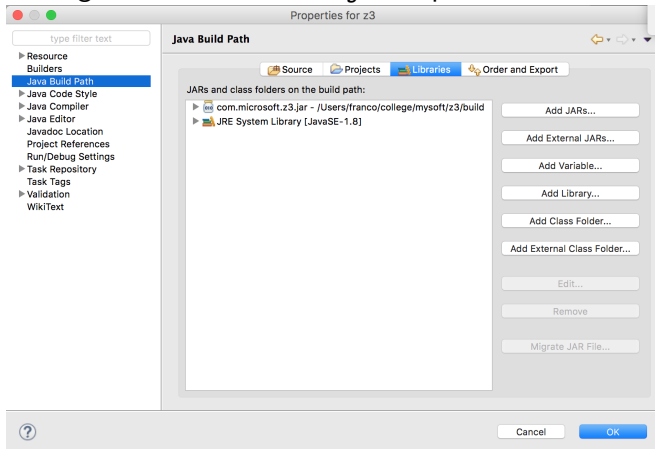 Properties for z3
type filter text
Resource
Builders
Java Build Path
Java Code Style
Java Compiler
Java Editor
Javadoc Location
Project References
Run/Debug Settings
Task Repository
Task Tags
Validation
WikiText
Java Build Path
Source
Projects
Libraries
Order and Export
JARs and class folders on the build path:
com.microsoft.z3.jar - /Users/franco/college/mysoft/z3/build
JRE System Library [JavaSE-1.8]
Add JARs...
Add External JARs...
Add Variable...
Add Library...
Add Class Folder...
Add External Class Folder...
Edit...
Remove
Migrate JAR File...
?
Cancel
OK